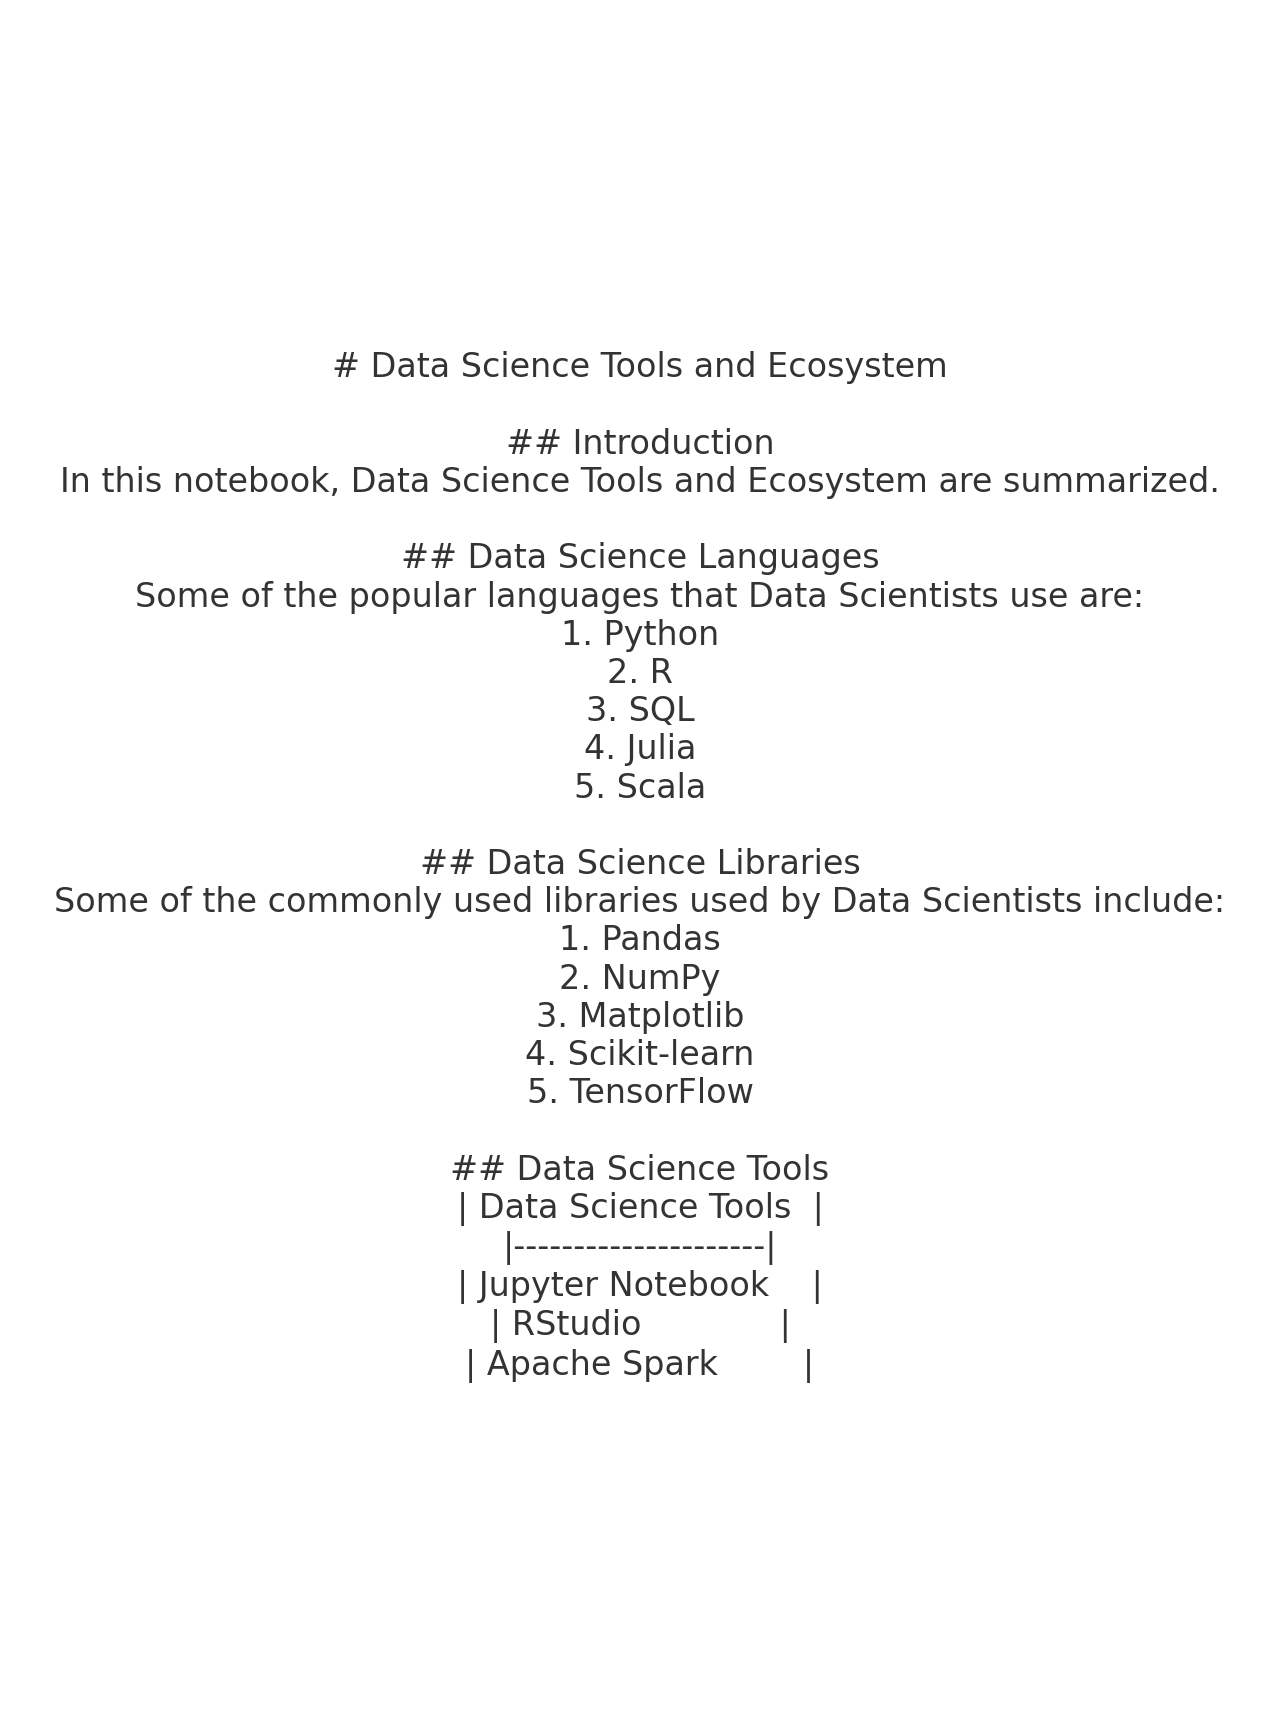 # Data Science Tools and Ecosystem
## Introduction
In this notebook, Data Science Tools and Ecosystem are summarized.
## Data Science Languages
Some of the popular languages that Data Scientists use are:
1. Python
2. R
3. SQL
4. Julia
5. Scala
## Data Science Libraries
Some of the commonly used libraries used by Data Scientists include:
1. Pandas
2. NumPy
3. Matplotlib
4. Scikit-learn
5. TensorFlow
## Data Science Tools
| Data Science Tools  |
|---------------------|
| Jupyter Notebook    |
| RStudio             |
| Apache Spark        |